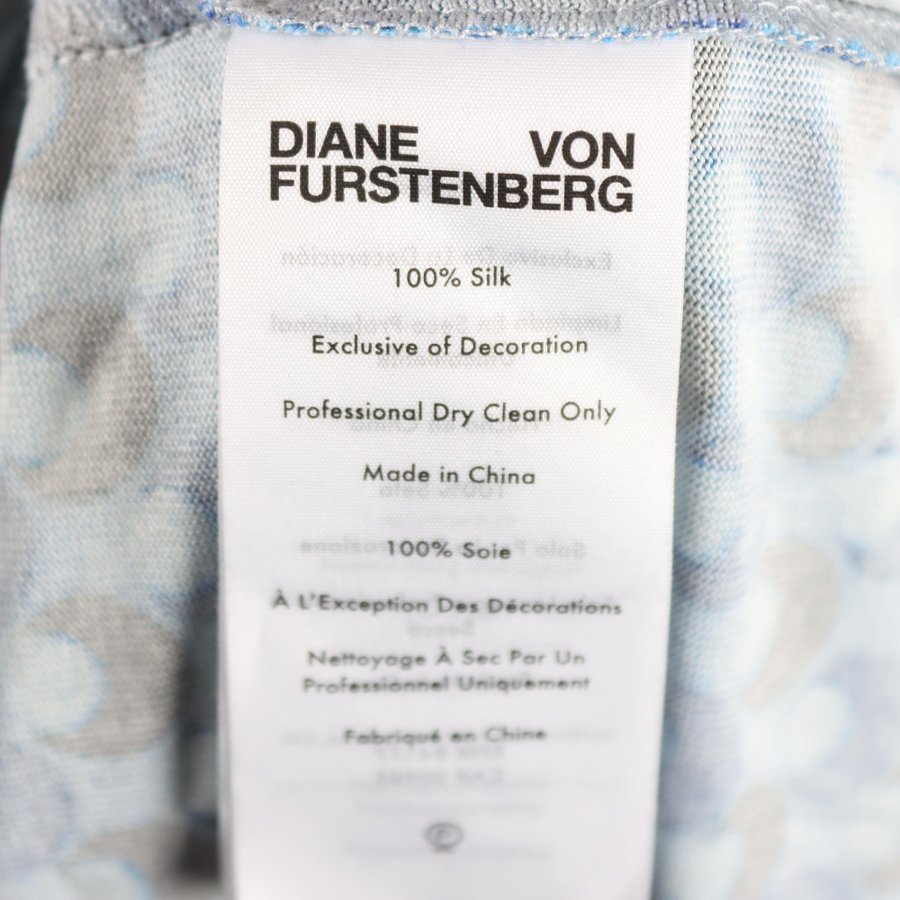 DIANE VON
FURSTENBERG
100% Silk
Exclusive of Decoration
Professional Dry Clean Only
Made in China
100% Soie
À L'Exception Des Décorations
Nettoyage À Sec Par Un
Professionnel Uniquement
Fabriqué en Chine